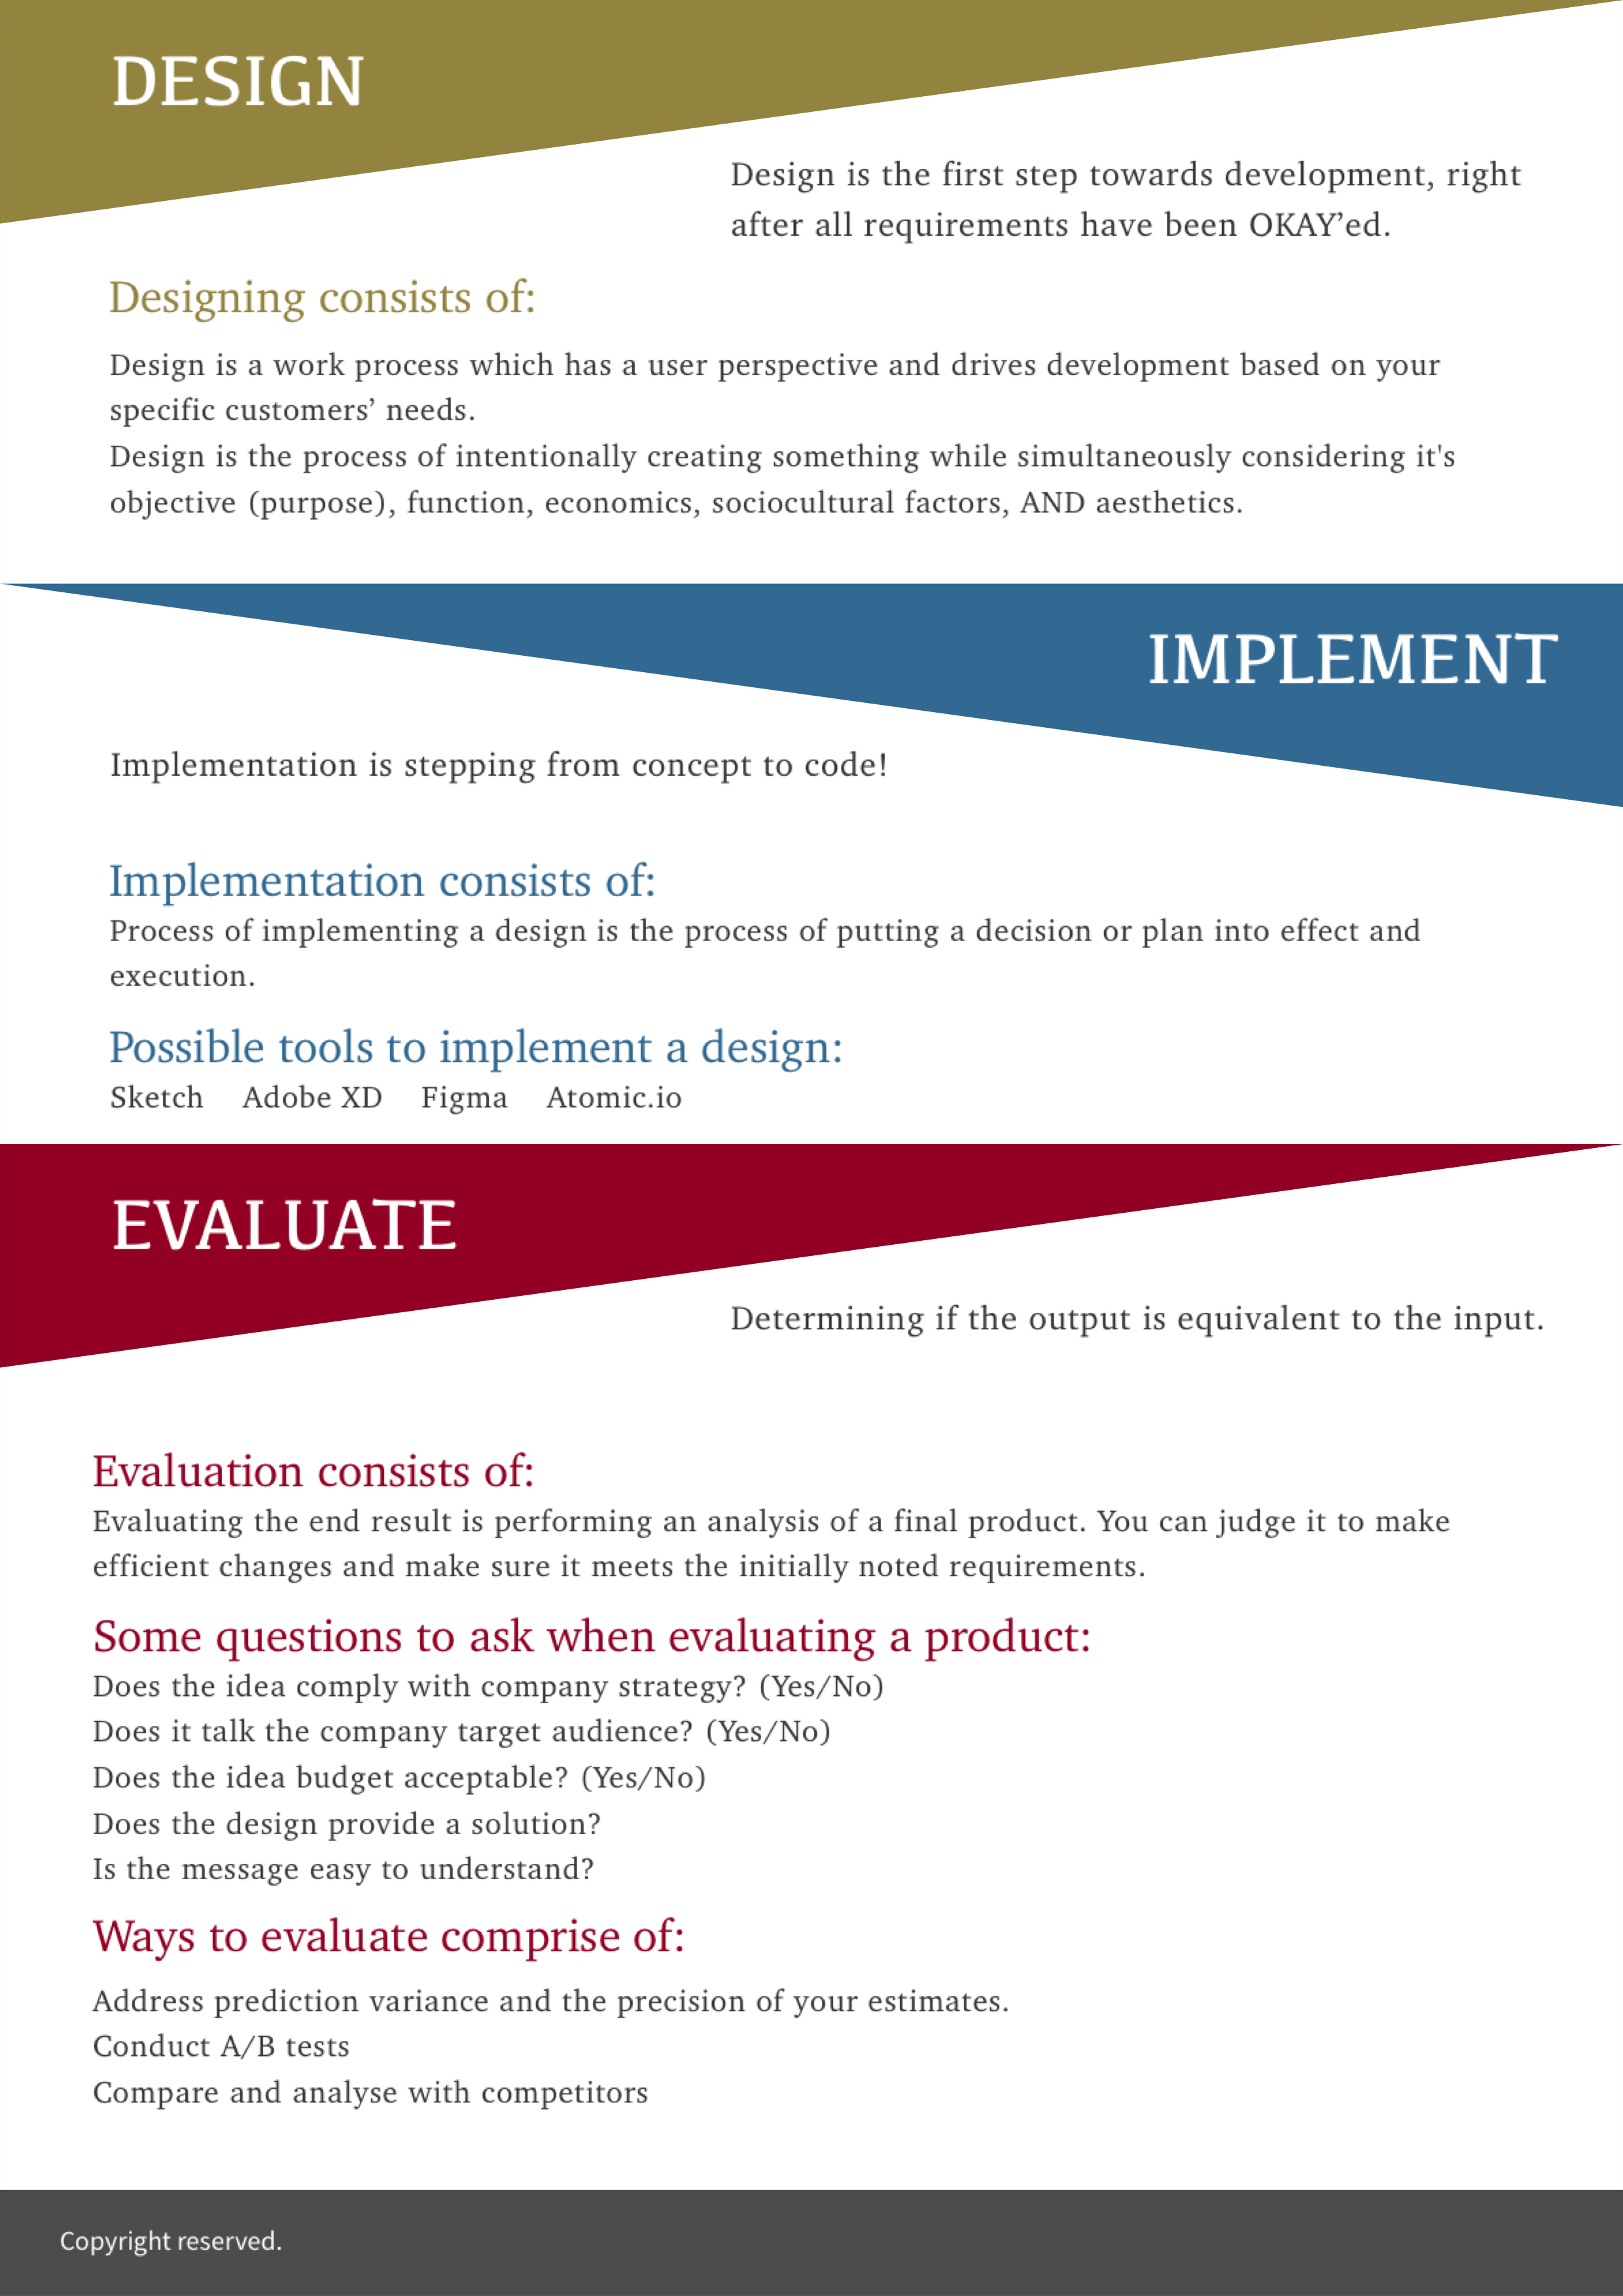 DESIGN
Design is the first step towards development, right
after all requirements have been OKAY’ed.
Designing consists of:
Design is a work process which has a user perspective and drives development based on your
specific customers’ needs.
Design is the process of intentionally creating something while simultaneously considering it's
objective (purpose), function, economics, sociocultural factors, AND aesthetics.
IMPLEMENT
Implementation is stepping from concept to code!
Implementation consists of:
Process of implementing a design is the process of putting a decision or plan into effect and
execution.
Possible tools to implement a design:
Sketch Adobe XD Figma Atomic.io
EVALUATE
Determining if the output is equivalent to the input.
Evaluation consists of:
Evaluating the end result is performing an analysis of a final product. You can judge it to make
efficient changes and make sure it meets the initially noted requirements.
Some questions to ask when evaluating a product:
Does the idea comply with company strategy? (Yes/No)
Does it talk the company target audience? (Yes/No)
Does the idea budget acceptable? (Yes/No)
Does the design provide a solution?
Is the message easy to understand?
Ways to evaluate comprise of:
Address prediction variance and the precision of your estimates.
Conduct A/B tests
Compare and analyse with competitors
Copyright reserved.